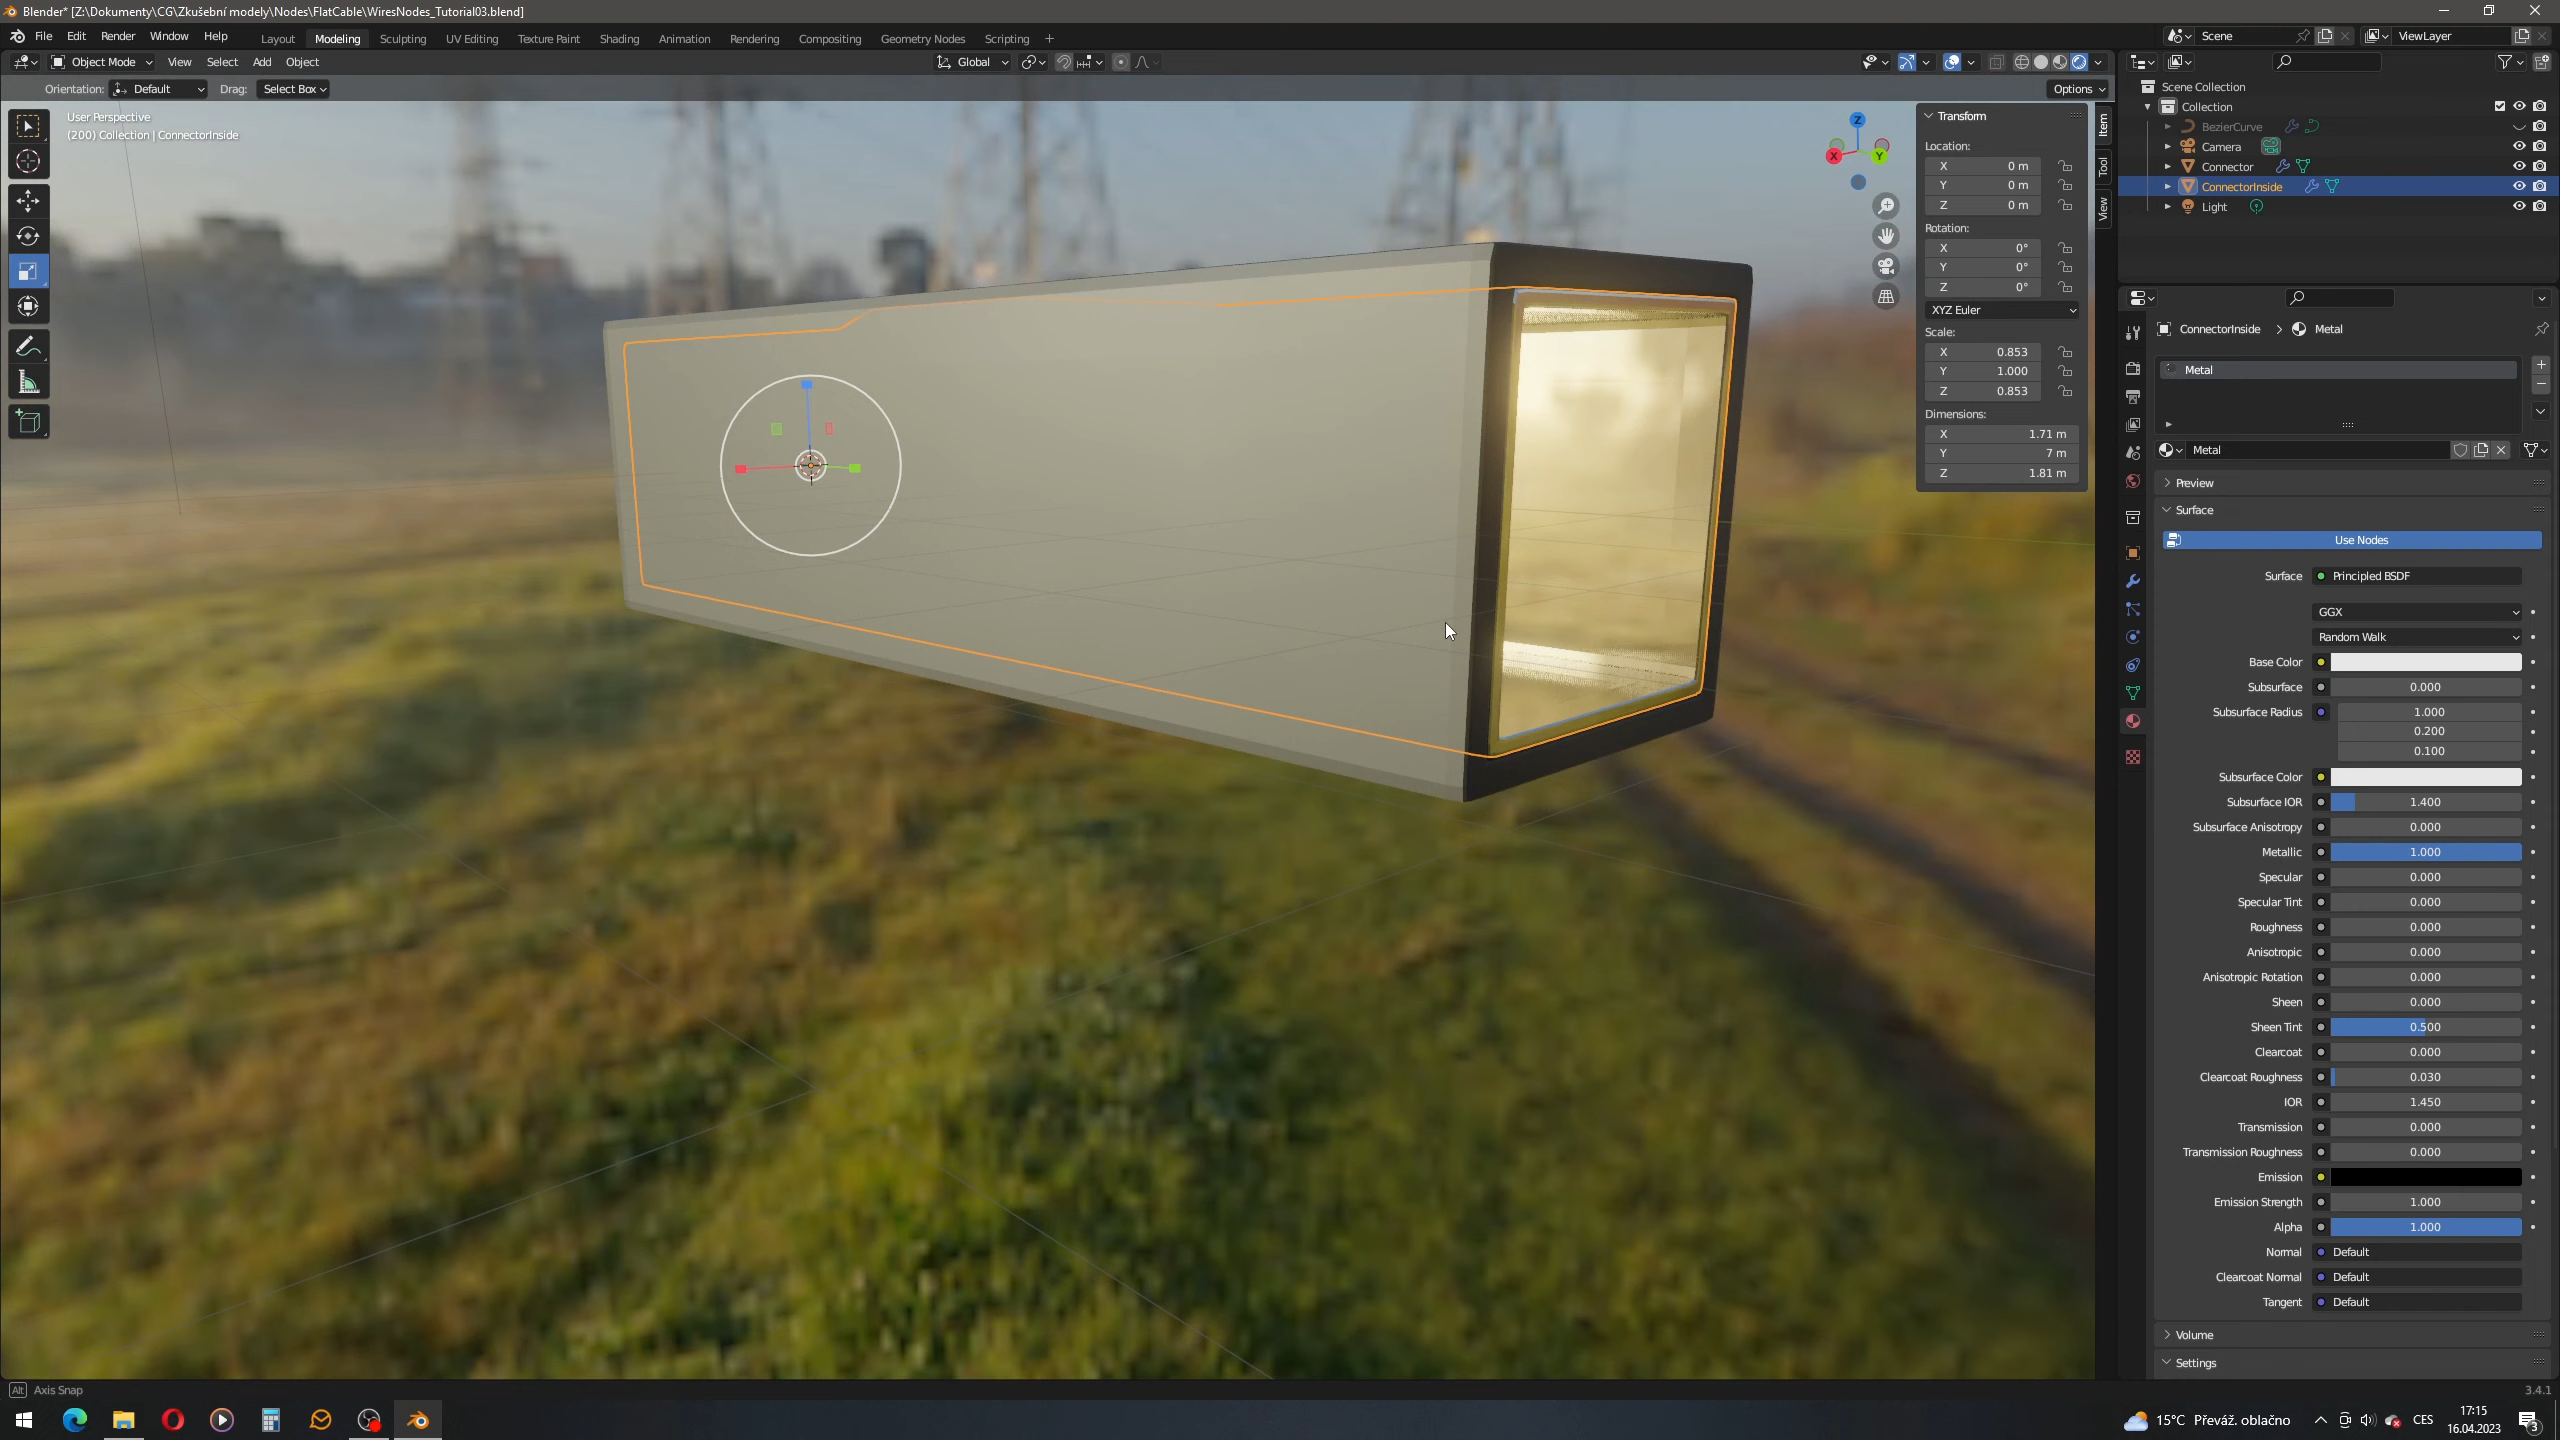 Blender* [Z:\Dokumenty\CG\Zkušební modely\Nodes\FlatCable\WiresNodes_Tutorial03.blend]
File Edit Render Window Help Layout Modeling Sculpting UV Editing Texture Paint Shading Animation Rendering Compositing Geometry Nodes Scripting + Scene ViewLayer
Object Mode View Select Add Object Global
Orientation: Default Drag: Select Box Options
User Perspective
(200) Collection | ConnectorInside
Z
X
Y
Item
Tool
View
Transform
Location:
X 0 m
Y 0 m
Z 0 m
Rotation:
X 0°
Y 0°
Z 0°
XYZ Euler
Scale:
X 0.853
Y 1.000
Z 0.853
Dimensions:
X 1.71 m
Y 7 m
Z 1.81 m
Scene Collection
Collection
BezierCurve
Camera
Connector
ConnectorInside
Light
ConnectorInside > Metal
Metal
Metal
Preview
Surface
Use Nodes
Surface Principled BSDF
GGX
Random Walk
Base Color
Subsurface 0.000
Subsurface Radius 1.000
0.200
0.100
Subsurface Color
Subsurface IOR 1.400
Subsurface Anisotropy 0.000
Metallic 1.000
Specular 0.000
Specular Tint 0.000
Roughness 0.000
Anisotropic 0.000
Anisotropic Rotation 0.000
Sheen 0.000
Sheen Tint 0.500
Clearcoat 0.000
Clearcoat Roughness 0.030
IOR 1.450
Transmission 0.000
Transmission Roughness 0.000
Emission
Emission Strength 1.000
Alpha 1.000
Normal Default
Clearcoat Normal Default
Tangent Default
Volume
Settings
Alt Axis Snap
3.4.1
15°C Převáž. oblačno CES 17:15
16.04.2023
3